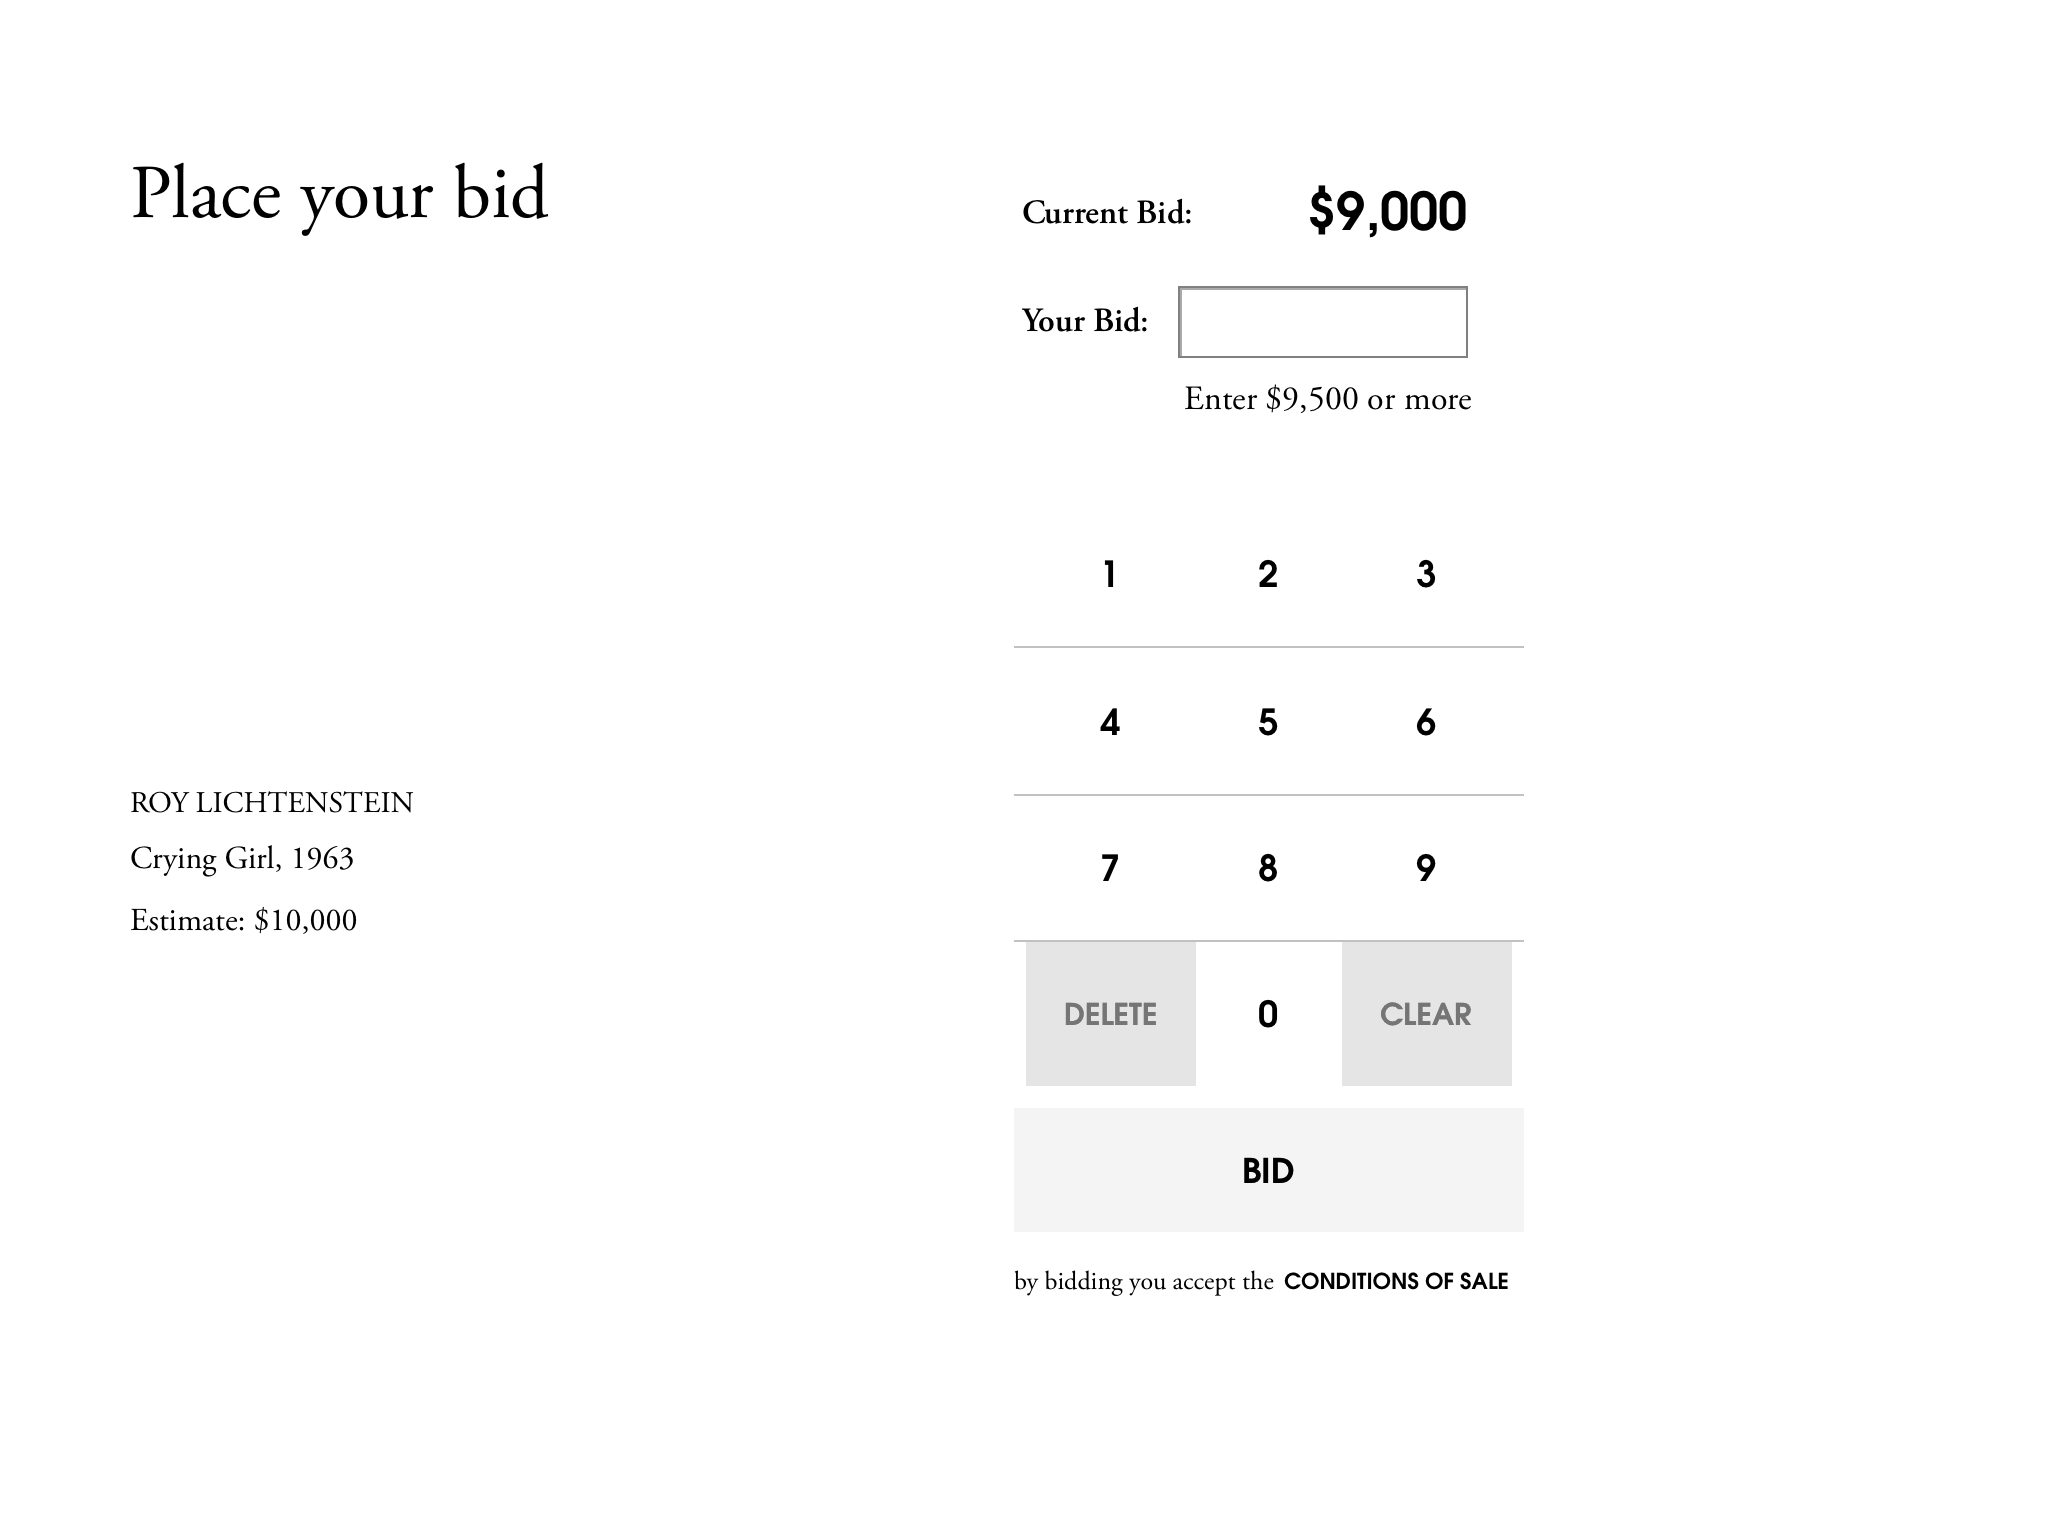 Place your bid
Current Bid: $9,000
Your Bid:
Enter $9,500 or more
1 2 3
4 5 6
7 8 9
DELETE 0 CLEAR
BID
by bidding you accept the CONDITIONS OF SALE
ROY LICHTENSTEIN
Crying Girl, 1963
Estimate: $10,000